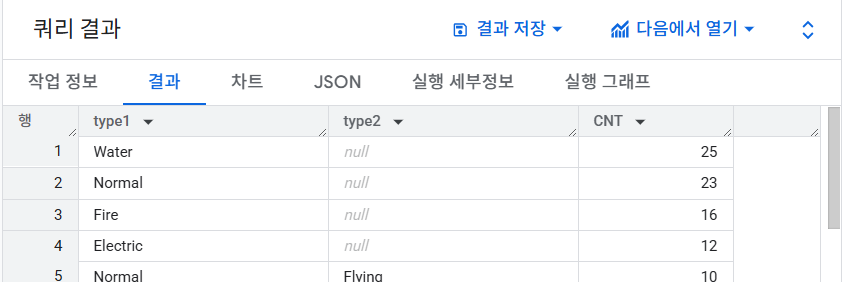 쿼리 결과 결과 저장 다음에서 열기
작업 정보 결과 차트 JSON 실행 세부정보 실행 그래프
행 type1 type2 CNT
1 Water null 25
2 Normal null 23
3 Fire null 16
4 Electric null 12
5 Normal Flying 10